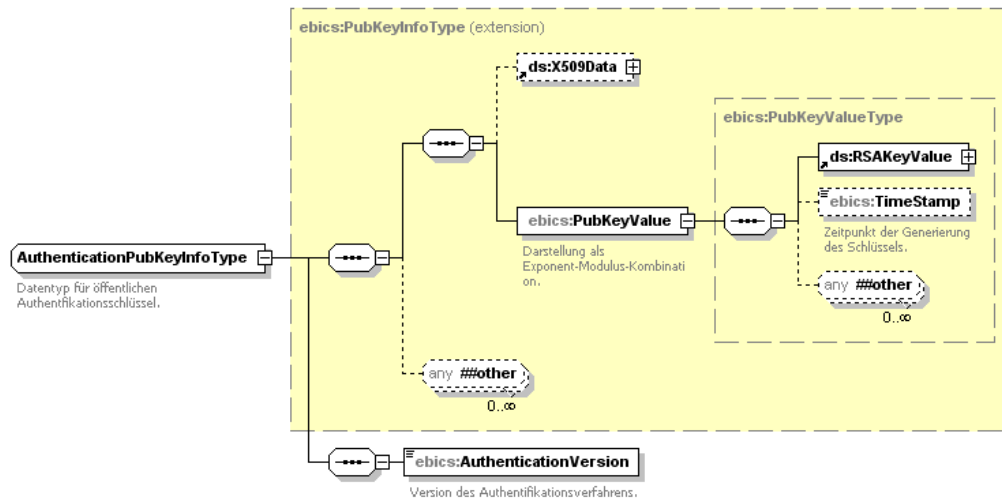 ebics:PubKeyInfoType (extension)
ds:X509Data
ebics:PubKeyValueType
ds:RSAKeyValue
ebics:TimeStamp
Zeitpunkt der Generierung
des Schlüssels.
ebics:PubKeyValue
Darstellung als
Exponent-Modulus-Kombinati
on.
any ##other
0..∞
AuthenticationPubKeyInfoType
Datentyp für öffentlichen
Authentfikationsschlüssel.
any ##other
0..∞
ebics:AuthenticationVersion
Version des Authentifikationsverfahrens.